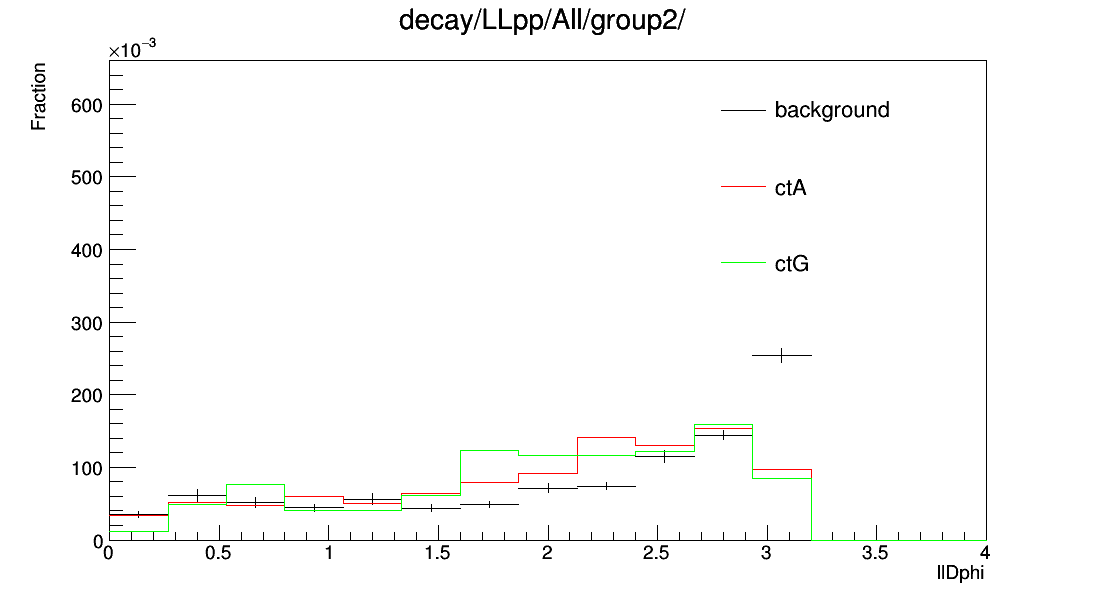 decay/LLpp/All/group2/
×10⁻³
Fraction
600
500
400
300
200
100
0
background
ctA
ctG
0 0.5 1 1.5 2 2.5 3 3.5 4
llDphi